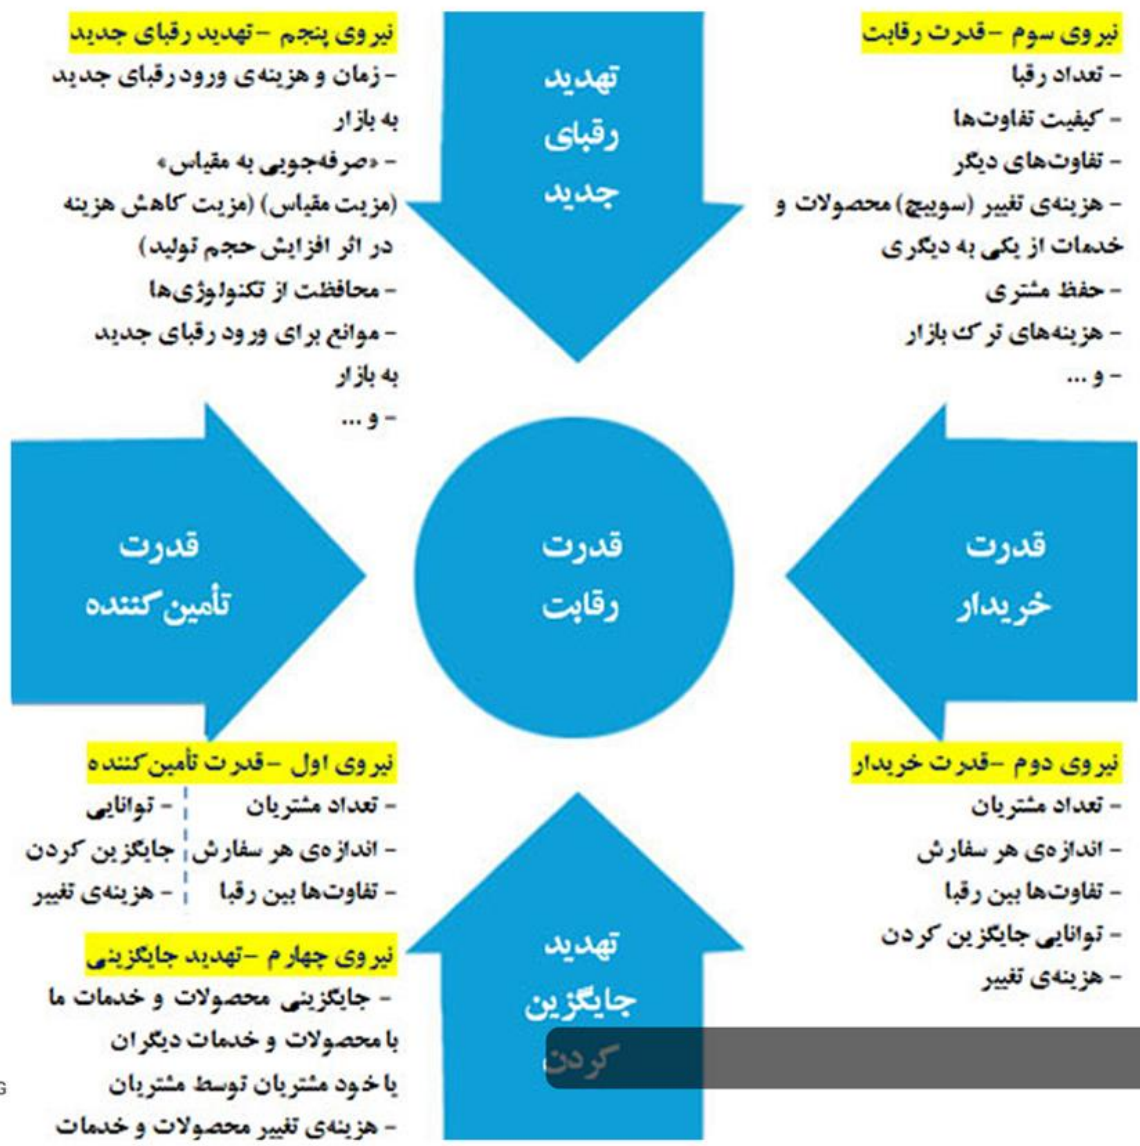 نیروی سوم -قدرت رقابت
- تعداد رقبا
- کیفیت تفاوت‌ها
- تفاوت‌های دیگر
- هزینه‌ی تغییر (سوییچ) محصولات و
خدمات از یکی به دیگری
- حفظ مشتری
- هزینه‌های ترک بازار
- و ...
تهدید
رقبای
جدید
نیروی پنجم -تهدید رقبای جدید
- زمان و هزینه‌ی ورود رقبای جدید
به بازار
- «صرفه‌جویی به مقیاس»
(مزیت مقیاس) (مزیت کاهش هزینه
در اثر افزایش حجم تولید)
- محافظت از تکنولوژی‌ها
- موانع برای ورود رقبای جدید
به بازار
- و ...
قدرت
خریدار
قدرت
رقابت
قدرت
تأمین‌کننده
نیروی دوم -قدرت خریدار
- تعداد مشتریان
- اندازه‌ی هر سفارش
- تفاوت‌ها بین رقبا
- توانایی جایگزین کردن
- هزینه‌ی تغییر
تهدید
جایگزین
کردن
نیروی اول -قدرت تأمین‌کننده
- تعداد مشتریان
- اندازه‌ی هر سفارش
- تفاوت‌ها بین رقبا
- توانایی
جایگزین کردن
- هزینه‌ی تغییر
نیروی چهارم -تهدید جایگزینی
- جایگزینی محصولات و خدمات ما
با محصولات و خدمات دیگران
یا خود مشتریان توسط مشتریان
- هزینه‌ی تغییر محصولات و خدمات
G